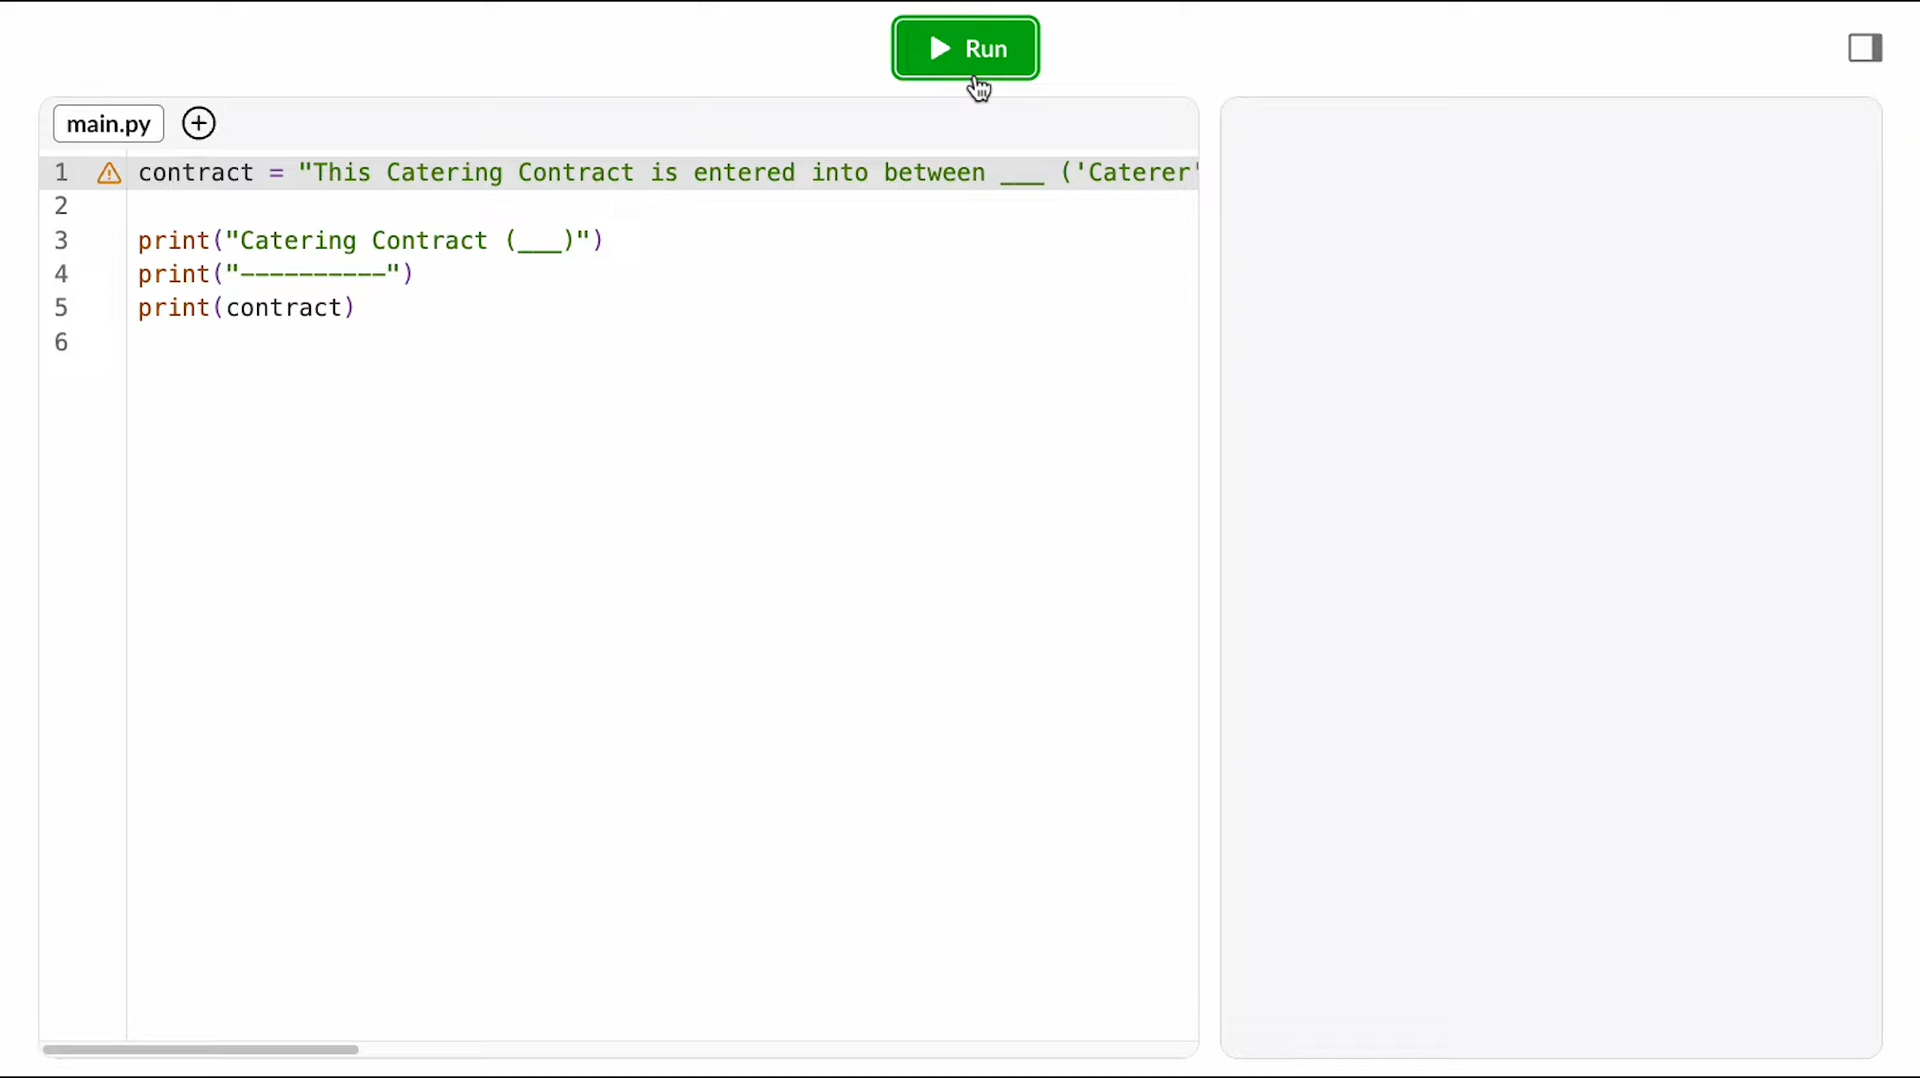 Run
main.py
1 contract = "This Catering Contract is entered into between ___ ('Caterer'
2
3 print("Catering Contract (___)")
4 print("----------")
5 print(contract)
6